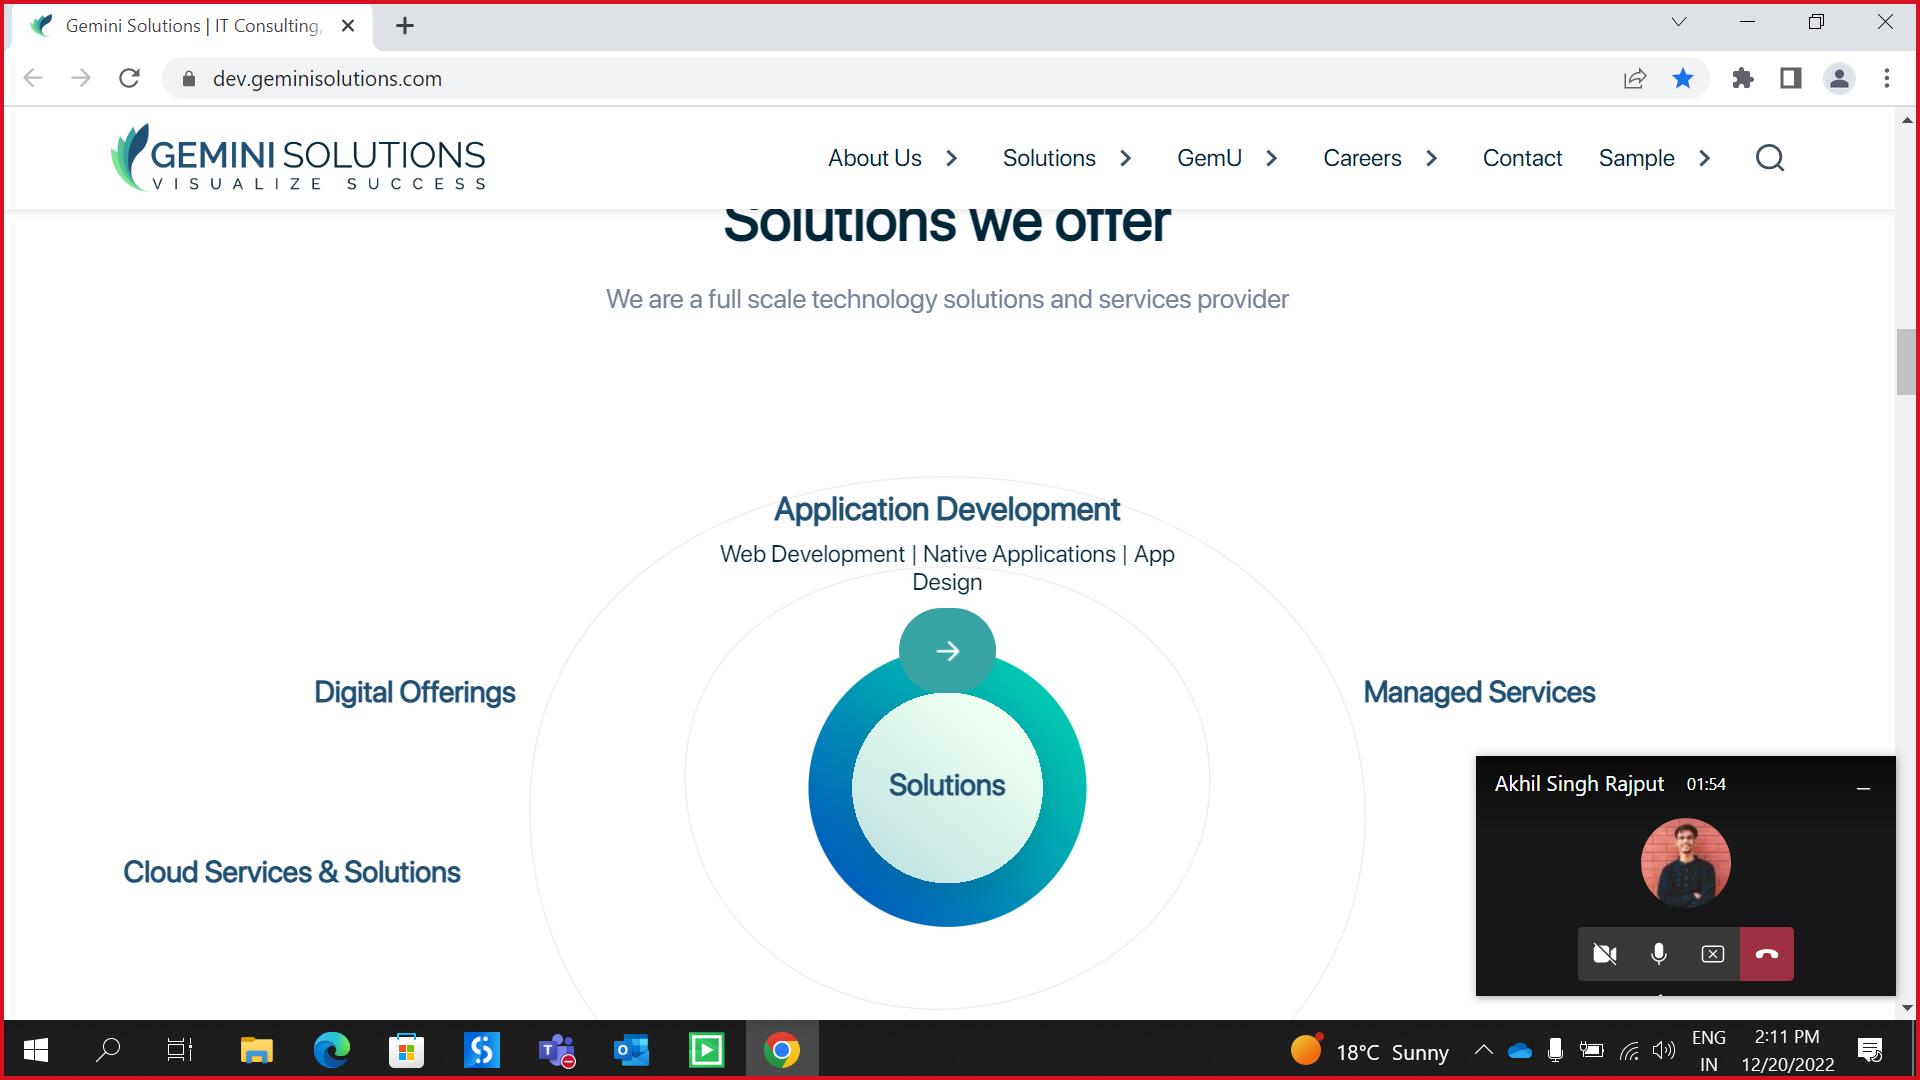 Gemini Solutions | IT Consulting,
dev.geminisolutions.com
GEMINI SOLUTIONS
VISUALIZE SUCCESS
About Us
Solutions
GemU
Careers
Contact
Sample
Solutions we offer
We are a full scale technology solutions and services provider
Application Development
Web Development | Native Applications | App
Design
Digital Offerings
Managed Services
Solutions
Cloud Services & Solutions
Akhil Singh Rajput 01:54
18°C Sunny
ENG
IN
2:11 PM
12/20/2022